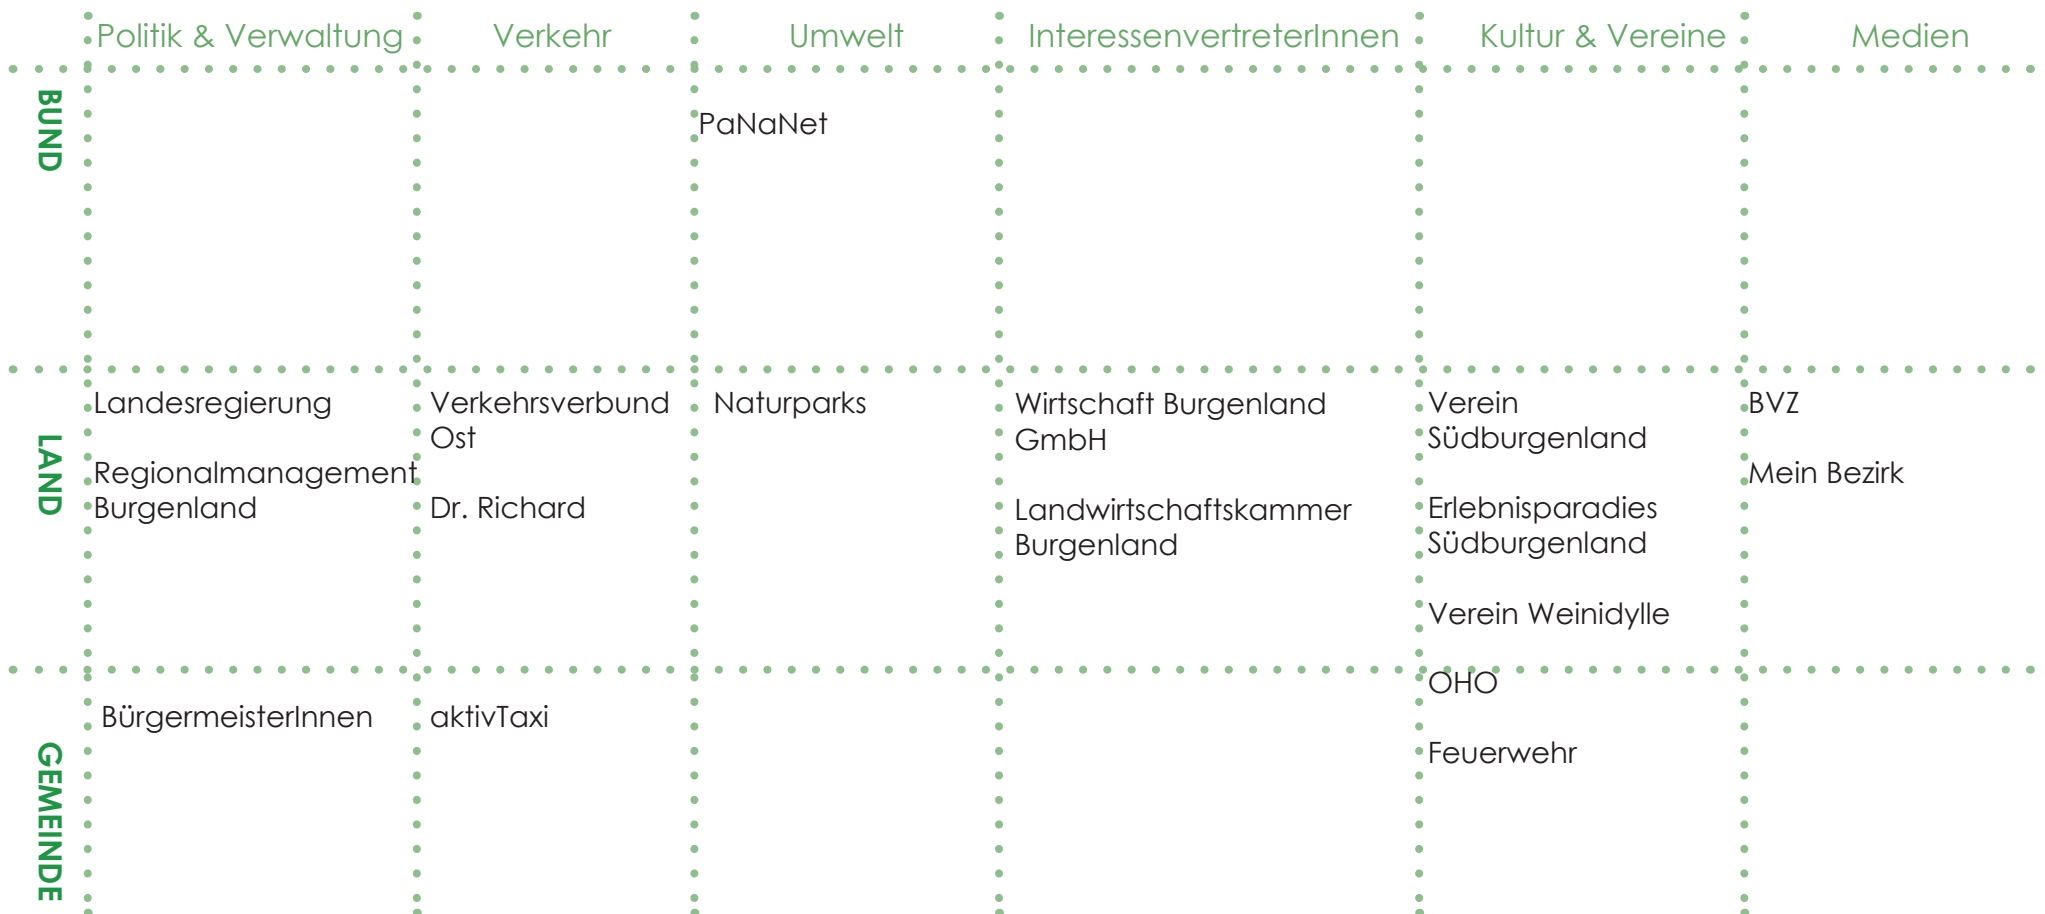 Politik & Verwaltung
Verkehr
Umwelt
InteressenvertreterInnen
Kultur & Vereine
Medien
BUND
PaNaNet
LAND
Landesregierung
Regionalmanagement
Burgenland
Verkehrsverbund
Ost
Dr. Richard
Naturparks
Wirtschaft Burgenland
GmbH
Landwirtschaftskammer
Burgenland
Verein
Südburgenland
Erlebnisparadies
Südburgenland
Verein Weinidylle
BVZ
Mein Bezirk
GEMEINDE
BürgermeisterInnen
aktivTaxi
OHO
Feuerwehr